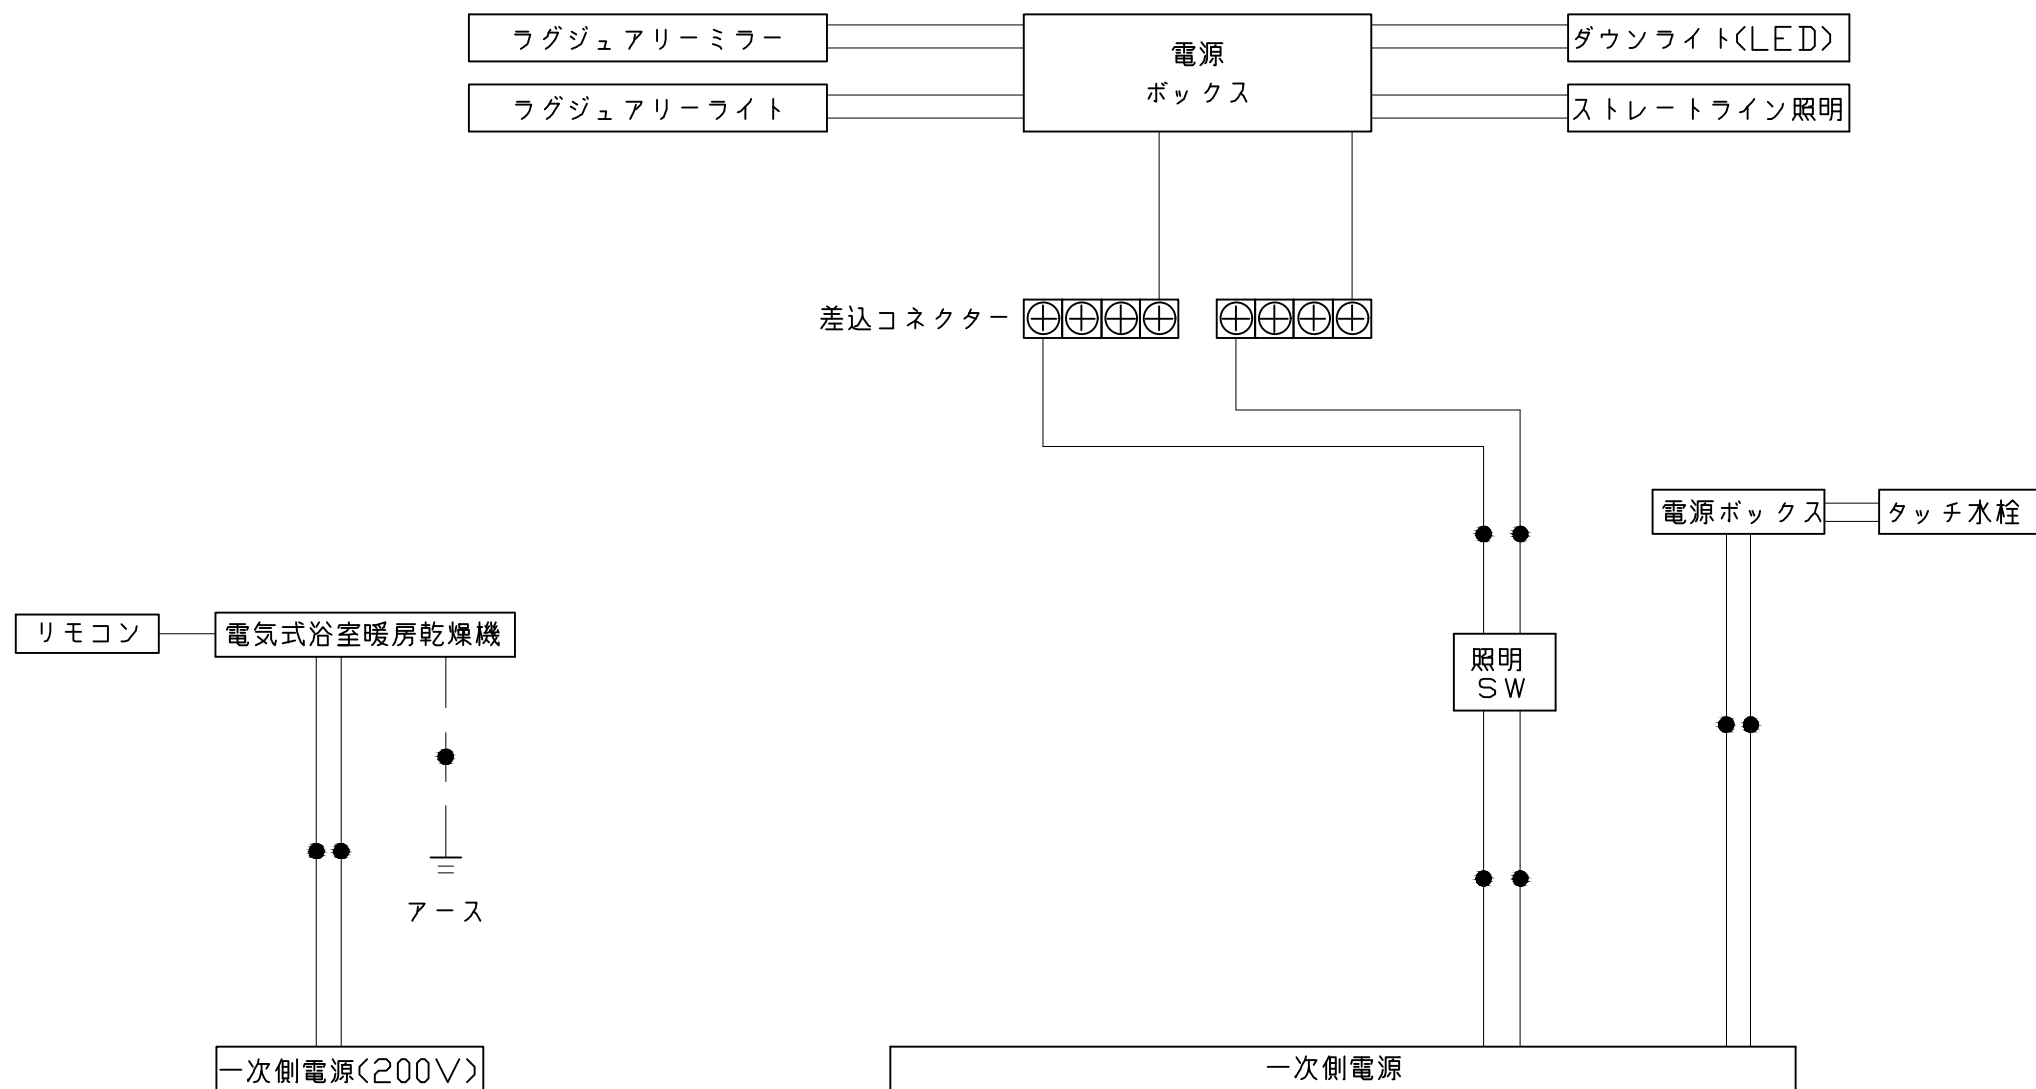 ラグジュアリーミラー
電源
ボックス
ダウンライト(LED)
ラグジュアリーライト
ストレートライン照明
差込コネクター
電源ボックス
タッチ水栓
リモコン
電気式浴室暖房乾燥機
照明
SW
アース
一次側電源(200V)
一次側電源